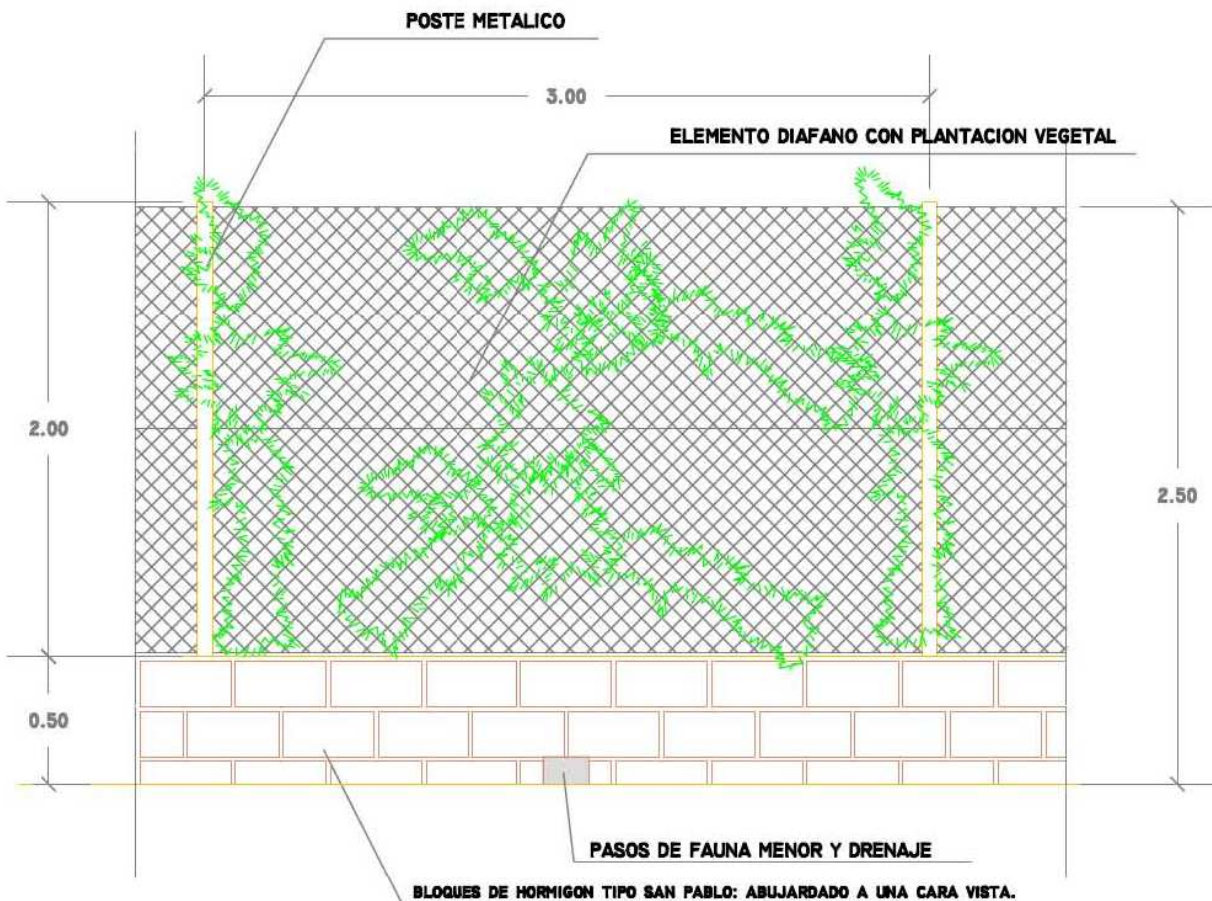 POSTE METALICO
3.00
ELEMENTO DIAFANO CON PLANTACION VEGETAL
2.00
2.50
0.50
PASOS DE FAUNA MENOR Y DRENAJE
BLOQUES DE HORMIGON TIPO SAN PABLO: ABUJARDADO A UNA CARA VISTA.